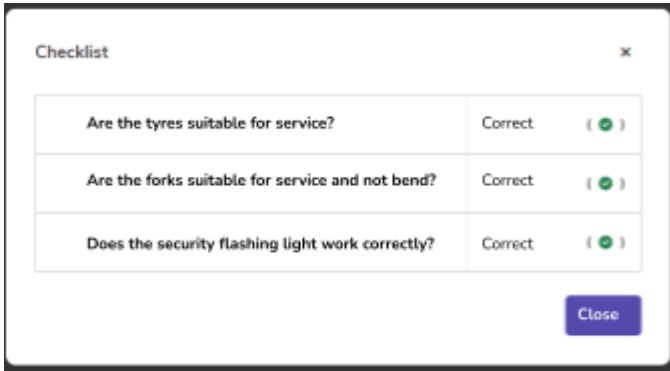 Checklist
×
Are the tyres suitable for service? Correct ( )
Are the forks suitable for service and not bend? Correct ( )
Does the security flashing light work correctly? Correct ( )
Close